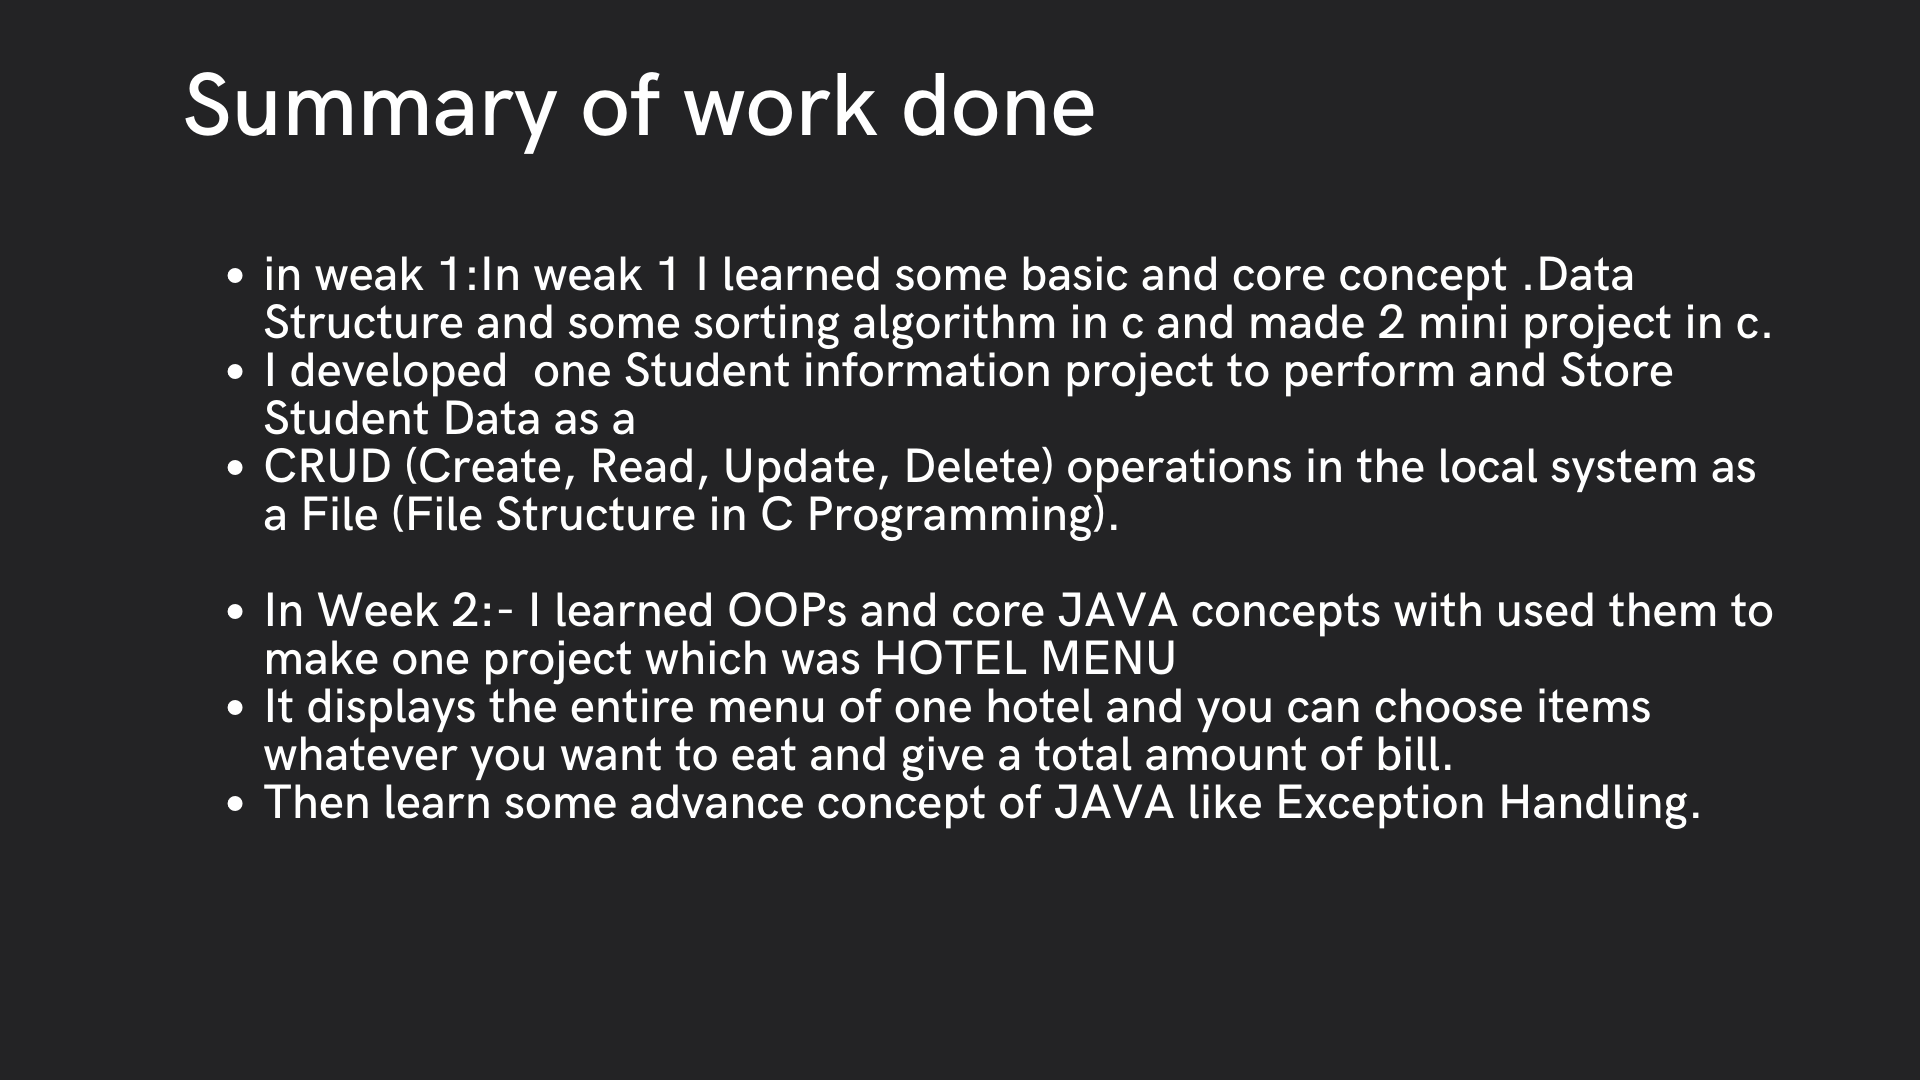 Summary of work done
in weak 1:In weak 1 I learned some basic and core concept .Data
Structure and some sorting algorithm in c and made 2 mini project in c.
I developed  one Student information project to perform and Store
Student Data as a
CRUD (Create, Read, Update, Delete) operations in the local system as
a File (File Structure in C Programming).
In Week 2:- I learned OOPs and core JAVA concepts with used them to
make one project which was HOTEL MENU
It displays the entire menu of one hotel and you can choose items
whatever you want to eat and give a total amount of bill.
Then learn some advance concept of JAVA like Exception Handling.